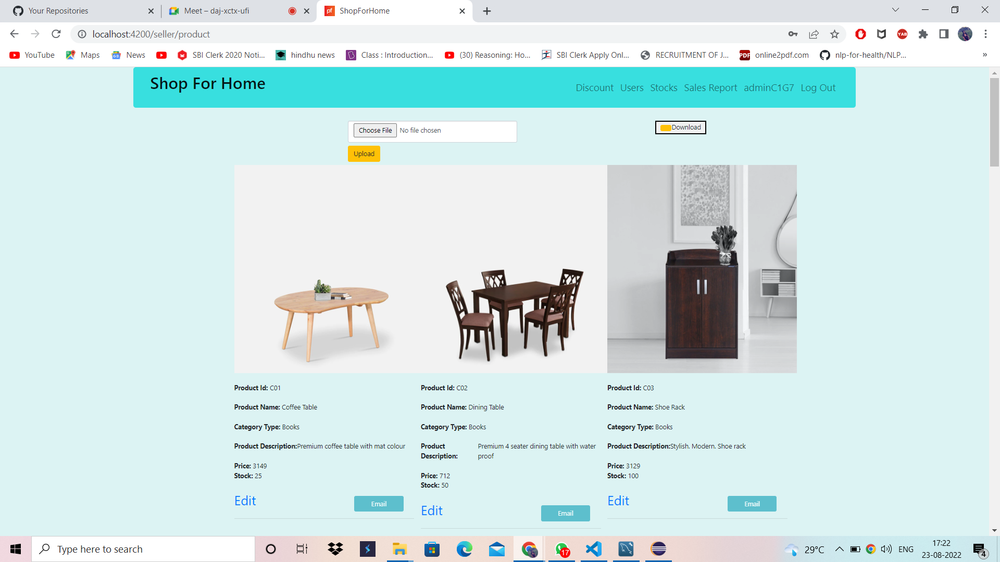 Your Repositories
Meet – daj-xctx-ufi
pf ShopForHome
localhost:4200/seller/product
YAB
YouTube
Maps
News
SBI Clerk 2020 Noti...
hindhu news
Class : Introduction...
(30) Reasoning: Ho...
SBI Clerk Apply Onl...
RECRUITMENT OF J...
PDF online2pdf.com
nlp-for-health/NLP...
»
Shop For Home
Discount Users Stocks Sales Report adminC1G7 Log Out
Choose File No file chosen
Download
Upload
Product Id: C01
Product Name: Coffee Table
Category Type: Books
Product Description:Premium coffee table with mat colour
Price: 3149
Stock: 25
Edit
Email
Product Id: C02
Product Name: Dining Table
Category Type: Books
Product Description: Premium 4 seater dining table with water
proof
Price: 712
Stock: 50
Edit
Email
Product Id: C03
Product Name: Shoe Rack
Category Type: Books
Product Description:Stylish. Modern. Shoe rack
Price: 3129
Stock: 100
Edit
Email
Type here to search
17
29°C
ENG
17:22
23-08-2022
4